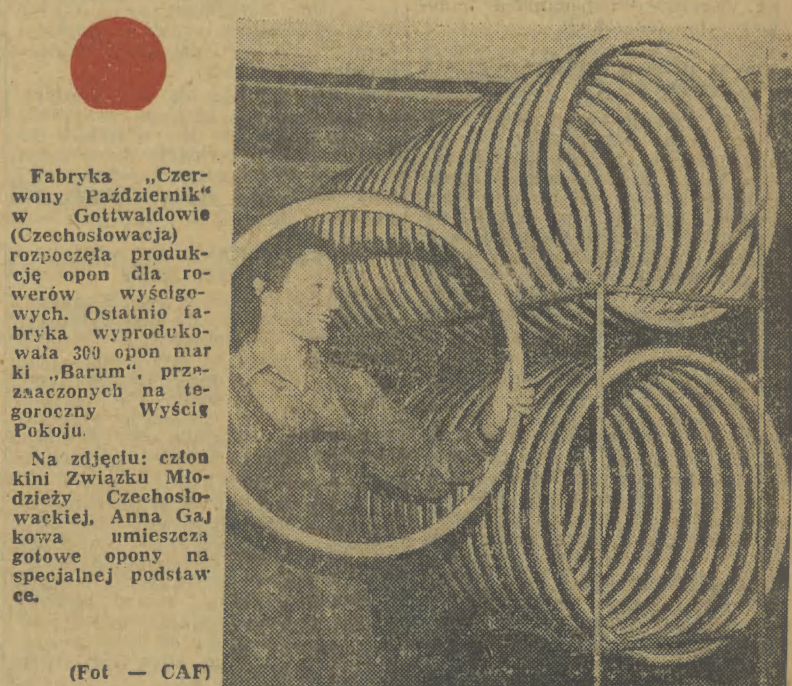 Fabryka „Czer-
wony Październik"
w Gottwaldowie
(Czechosłowacja)
rozpoczęła produk-
cję opon dla ro-
werów wyścigo-
wych. Ostatnio fa-
bryka wyproduko-
wała 300 opon mar
ki „Barum", prze-
znaczonych na te-
goroczny Wyścig
Pokoju.
Na zdjęciu: człon
kini Związku Mło-
dzieży Czechosło-
wackiej, Anna Gaj
kowa umieszcza
gotowe opony na
specjalnej podstaw
ce.
(Fot — CAF)